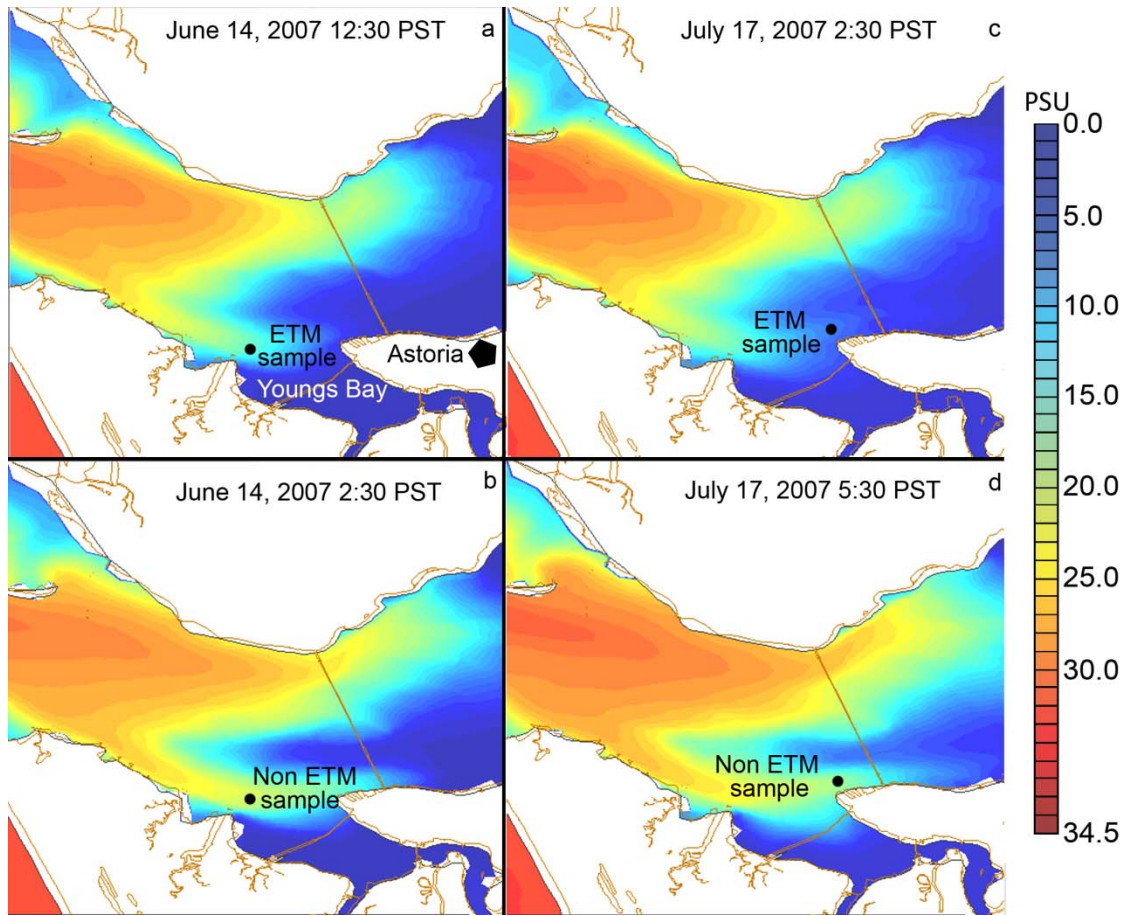 June 14, 2007 12:30 PST
a
ETM
sample
Astoria
Youngs Bay
July 17, 2007 2:30 PST
c
ETM
sample
June 14, 2007 2:30 PST
b
Non ETM
sample
July 17, 2007 5:30 PST
d
Non ETM
sample
PSU
0.0
5.0
10.0
15.0
20.0
25.0
30.0
34.5